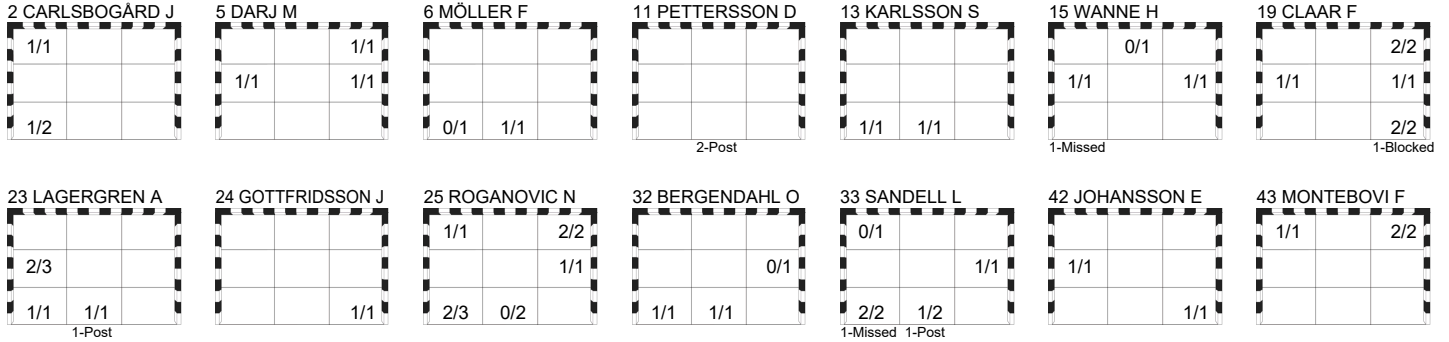 2 CARLSBOGÅRD J 5 DARJ M 6 MÖLLER F 11 PETTERSSON D 13 KARLSSON S 15 WANNE H 19 CLAAR F
1/1 1/1 0/1 2/2
1/1 1/1 1/1 1/1 1/1 1/1
1/2 0/1 1/1 1/1 1/1 2/2
2-Post 1-Missed 1-Blocked
23 LAGERGREN A 24 GOTTFRIDSSON J 25 ROGANOVIC N 32 BERGENDAHL O 33 SANDELL L 42 JOHANSSON E 43 MONTEBOVI F
1/1 2/2 0/1 1/1 2/2
2/3 1/1 0/1 1/1 1/1
1/1 1/1 1/1 2/3 0/2 1/1 1/1 2/2 1/2 1/1
1-Post 1-Missed 1-Post